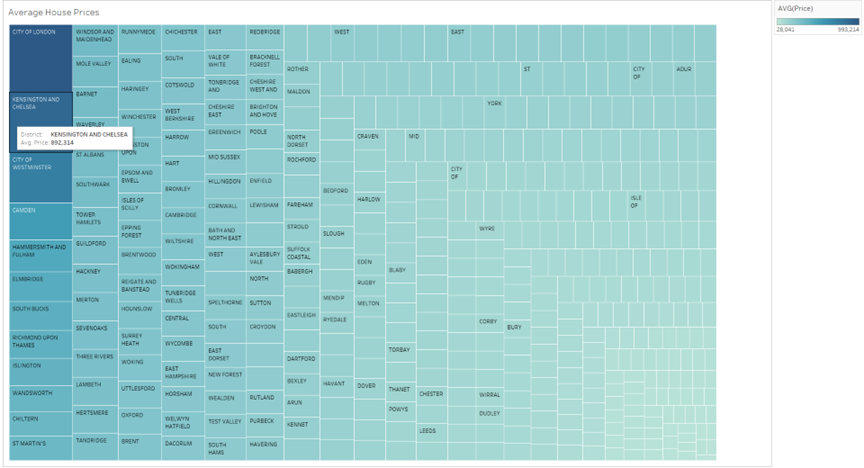 Average House Prices
AVG(Price)
28,041
993,214
CITY OF LONDON
KENSINGTON AND
CHELSEA
District: KENSINGTON AND CHELSEA
Avg. Price: 892,314
CITY OF
WESTMINSTER
CAMDEN
HAMMERSMITH AND
FULHAM
ELMBRIDGE
SOUTH BUCKS
RICHMOND UPON
THAMES
ISLINGTON
WANDSWORTH
CHILTERN
ST MARTIN'S
WINDSOR AND
MAIDENHEAD
MOLE VALLEY
BARNET
WAVERLEY
ST ALBANS
SOUTHWARK
TOWER
HAMLETS
GUILDFORD
HACKNEY
MERTON
SEVENOAKS
THREE RIVERS
LAMBETH
HERTSMERE
TANDRIDGE
RUNNYMEDE
EALING
HARINGEY
WINCHESTER
UPON
EPSOM AND
EWELL
ISLES OF
SCILLY
EPPING
FOREST
BRENTWOOD
REIGATE AND
BANSTEAD
HOUNSLOW
SURREY
HEATH
WOKING
UTTLESFORD
OXFORD
BRENT
CHICHESTER
SOUTH
COTSWOLD
WEST
BERKSHIRE
HARROW
HART
BROMLEY
CAMBRIDGE
WILTSHIRE
WOKINGHAM
TUNBRIDGE
WELLS
CENTRAL
WYCOMBE
EAST
HAMPSHIRE
HORSHAM
WELWYN
HATFIELD
DACORUM
EAST
VALE OF
WHITE
TONBRIDGE
AND
CHESHIRE
EAST
GREENWICH
MID SUSSEX
HILLINGDON
CORNWALL
BATH AND
NORTH EAST
WEST
SPELTHORNE
SOUTH
EAST
DORSET
NEW FOREST
WEALDEN
TEST VALLEY
SOUTH
HAMS
REDBRIDGE
BRACKNELL
FOREST
CHESHIRE
WEST AND
BRIGHTON
AND HOVE
POOLE
ENFIELD
LEWISHAM
AYLESBURY
VALE
NORTH
SUTTON
CROYDON
RUTLAND
PURBECK
HAVERING
ROTHER
MALDON
NORTH
DORSET
ROCHFORD
FAREHAM
STROUD
SUFFOLK
COASTAL
BABERGH
EASTLEIGH
DARTFORD
BEXLEY
ARUN
KENNET
WEST
BEDFORD
SLOUGH
MENDIP
RYEDALE
HAVANT
CRAVEN
HARLOW
EDEN
RUGBY
MELTON
DOVER
MID
BLABY
TORBAY
THANET
POWYS
CHESTER
LEEDS
EAST
CITY
OF
YORK
WYRE
CORBY
WIRRAL
DUDLEY
BURY
ST
CITY
OF
ISLE
OF
ADUR